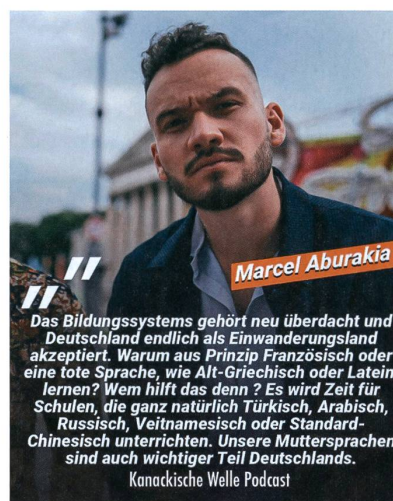 Marcel Aburakia
"
Das Bildungssystems gehört neu überdacht und
Deutschland endlich als Einwanderungsland
akzeptiert. Warum aus Prinzip Französisch oder
eine tote Sprache, wie Alt-Griechisch oder Latein
lernen? Wem hilft das denn ? Es wird Zeit für
Schulen, die ganz natürlich Türkisch, Arabisch,
Russisch, Veitnamesisch oder Standard-
Chinesisch unterrichten. Unsere Muttersprachen
sind auch wichtiger Teil Deutschlands.
Kanackische Welle Podcast